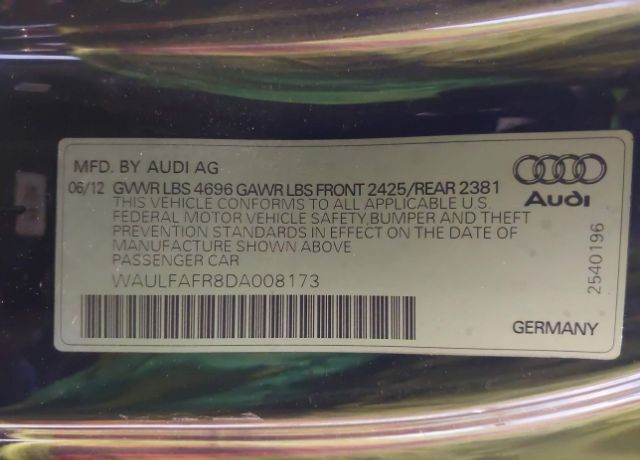 MFD. BY AUDI AG
06/12 GVWR LBS 4696 GAWR LBS FRONT 2425/REAR 2381
THIS VEHICLE CONFORMS TO ALL APPLICABLE U.S.
FEDERAL MOTOR VEHICLE SAFETY,BUMPER AND THEFT
PREVENTION STANDARDS IN EFFECT ON THE DATE OF
MANUFACTURE SHOWN ABOVE
PASSENGER CAR
WAULFAFR8DA008173
Audi
2540196
GERMANY